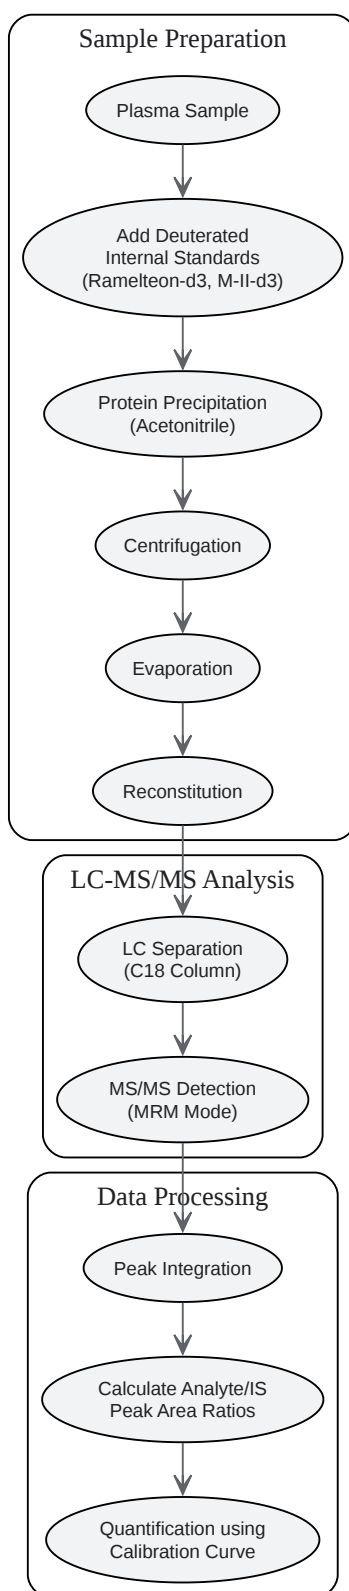 Sample Preparation
Plasma Sample
Add Deuterated
Internal Standards
(Ramelteon-d3, M-II-d3)
Protein Precipitation
(Acetonitrile)
Centrifugation
Evaporation
Reconstitution
LC-MS/MS Analysis
LC Separation
(C18 Column)
MS/MS Detection
(MRM Mode)
Data Processing
Peak Integration
Calculate Analyte/IS
Peak Area Ratios
Quantification using
Calibration Curve